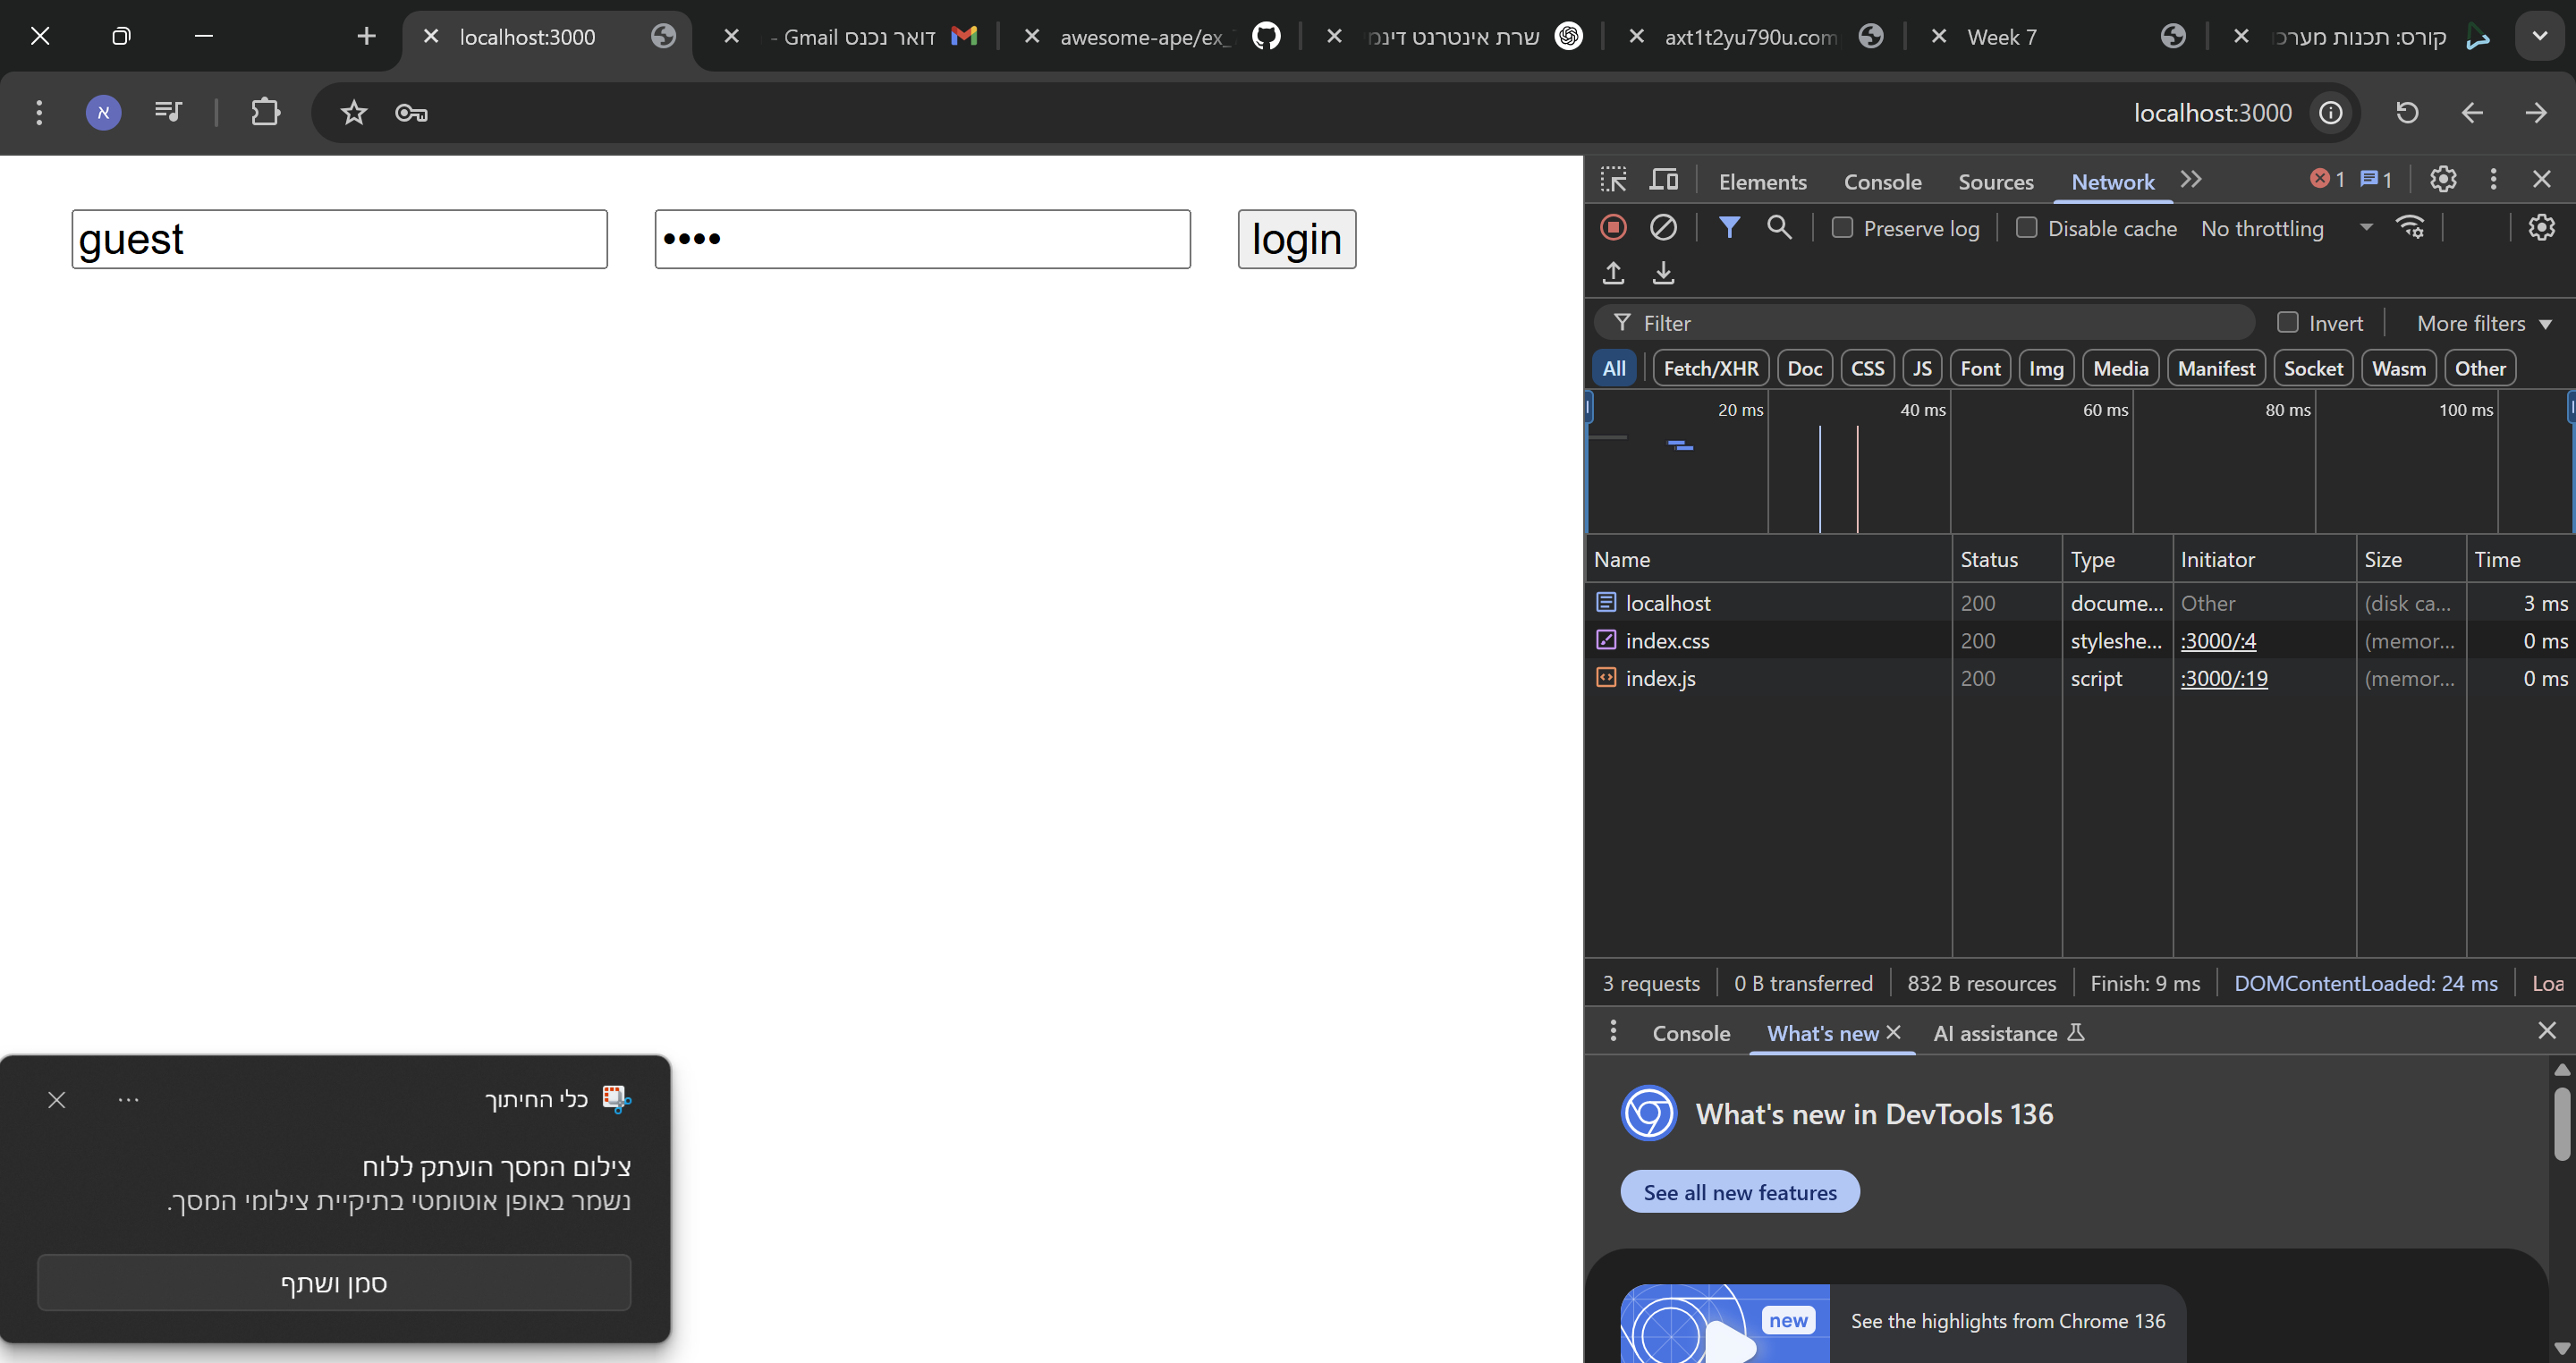 localhost:3000
דואר נכנס Gmail -
awesome-ape/ex_
שרת אינטרנט דינמ
axt1t2yu790u.com
Week 7
קורס: תכנות מערכו
א
localhost:3000
guest
••••
login
Elements Console Sources Network 1 1
Preserve log Disable cache No throttling
Filter Invert More filters
All Fetch/XHR Doc CSS JS Font Img Media Manifest Socket Wasm Other
20 ms 40 ms 60 ms 80 ms 100 ms
Name Status Type Initiator Size Time
localhost 200 docume... Other (disk ca... 3 ms
index.css 200 styleshe... :3000/:4 (memor... 0 ms
index.js 200 script :3000/:19 (memor... 0 ms
3 requests 0 B transferred 832 B resources Finish: 9 ms DOMContentLoaded: 24 ms Loa
Console What's new AI assistance
What's new in DevTools 136
See all new features
new
See the highlights from Chrome 136
כלי החיתוך
צילום המסך הועתק ללוח
נשמר באופן אוטומטי בתיקיית צילומי המסך.
סמן ושתף